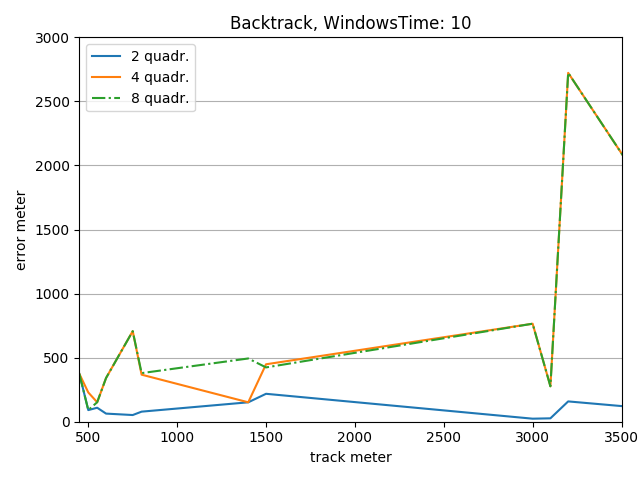 Backtrack, WindowsTime: 10
3000
2500
2000
1500
1000
500
0
error meter
2 quadr.
4 quadr.
8 quadr.
500 1000 1500 2000 2500 3000 3500
track meter